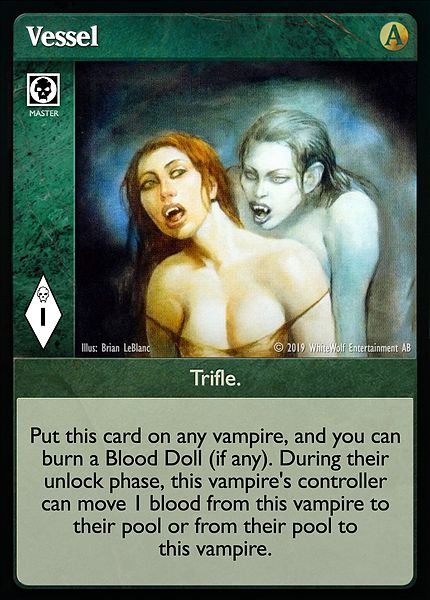 Vessel
A
MASTER
1
Illus: Brian LeBlanc
© 2019 WhiteWolf Entertainment AB
Trifle.
Put this card on any vampire, and you can
burn a Blood Doll (if any). During their
unlock phase, this vampire's controller
can move 1 blood from this vampire to
their pool or from their pool to
this vampire.